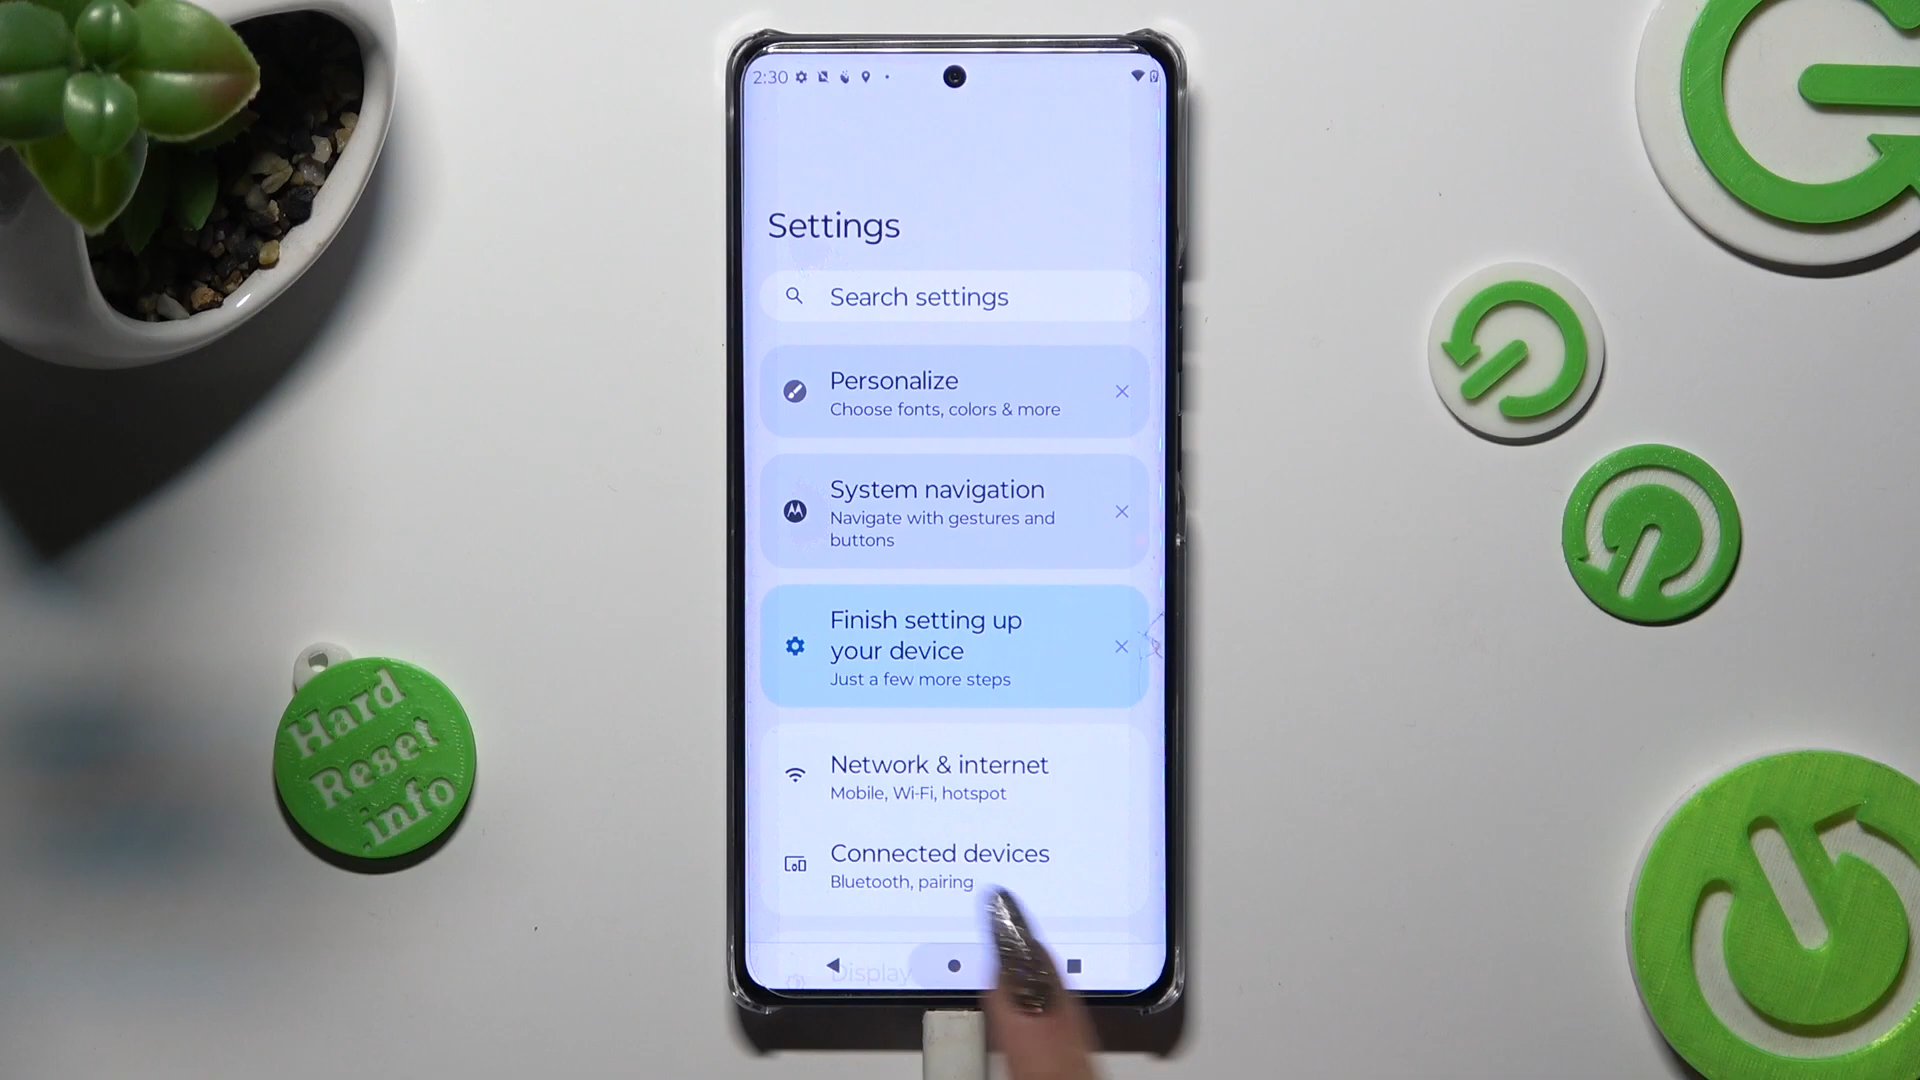 2:30
Settings
Search settings
Personalize
Choose fonts, colors & more
System navigation
Navigate with gestures and
buttons
Finish setting up
your device
Just a few more steps
Network & internet
Mobile, Wi-Fi, hotspot
Connected devices
Bluetooth, pairing
Display
Hard
Reset
.info